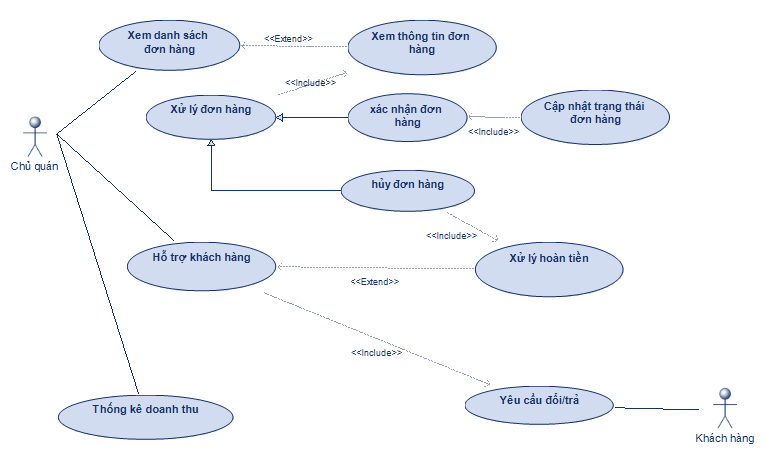 Xem danh sách
đơn hàng
<<Extend>>
Xem thông tin đơn
hàng
<<Include>>
Xử lý đơn hàng
xác nhận đơn
hàng
<<Include>>
Cập nhật trạng thái
đơn hàng
Chủ quán
hủy đơn hàng
<<Include>>
Hỗ trợ khách hàng
Xử lý hoàn tiền
<<Extend>>
<<Include>>
Thống kê doanh thu
Yêu cầu đổi/trả
Khách hàng